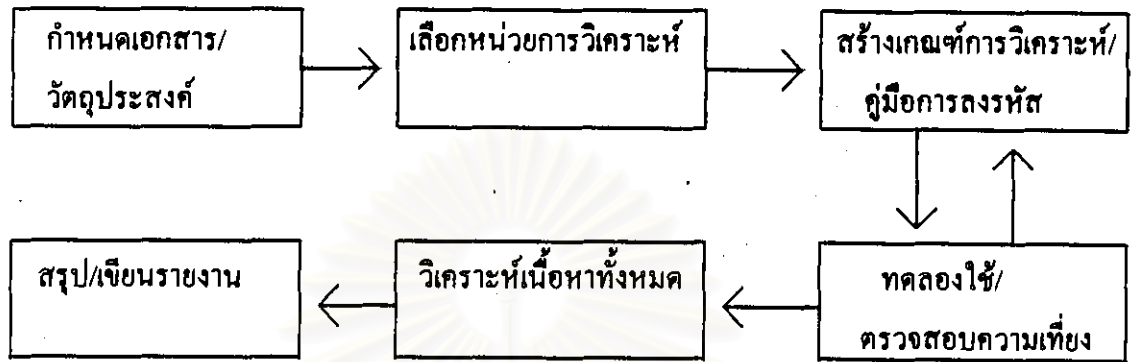 กำหนดเอกสาร/
วัตถุประสงค์
เลือกหน่วยการวิเคราะห์
สร้างเกณฑ์การวิเคราะห์/
คู่มือการลงรหัส
ทดลองใช้/
ตรวจสอบความเที่ยง
วิเคราะห์เนื้อหาทั้งหมด
สรุป/เขียนรายงาน